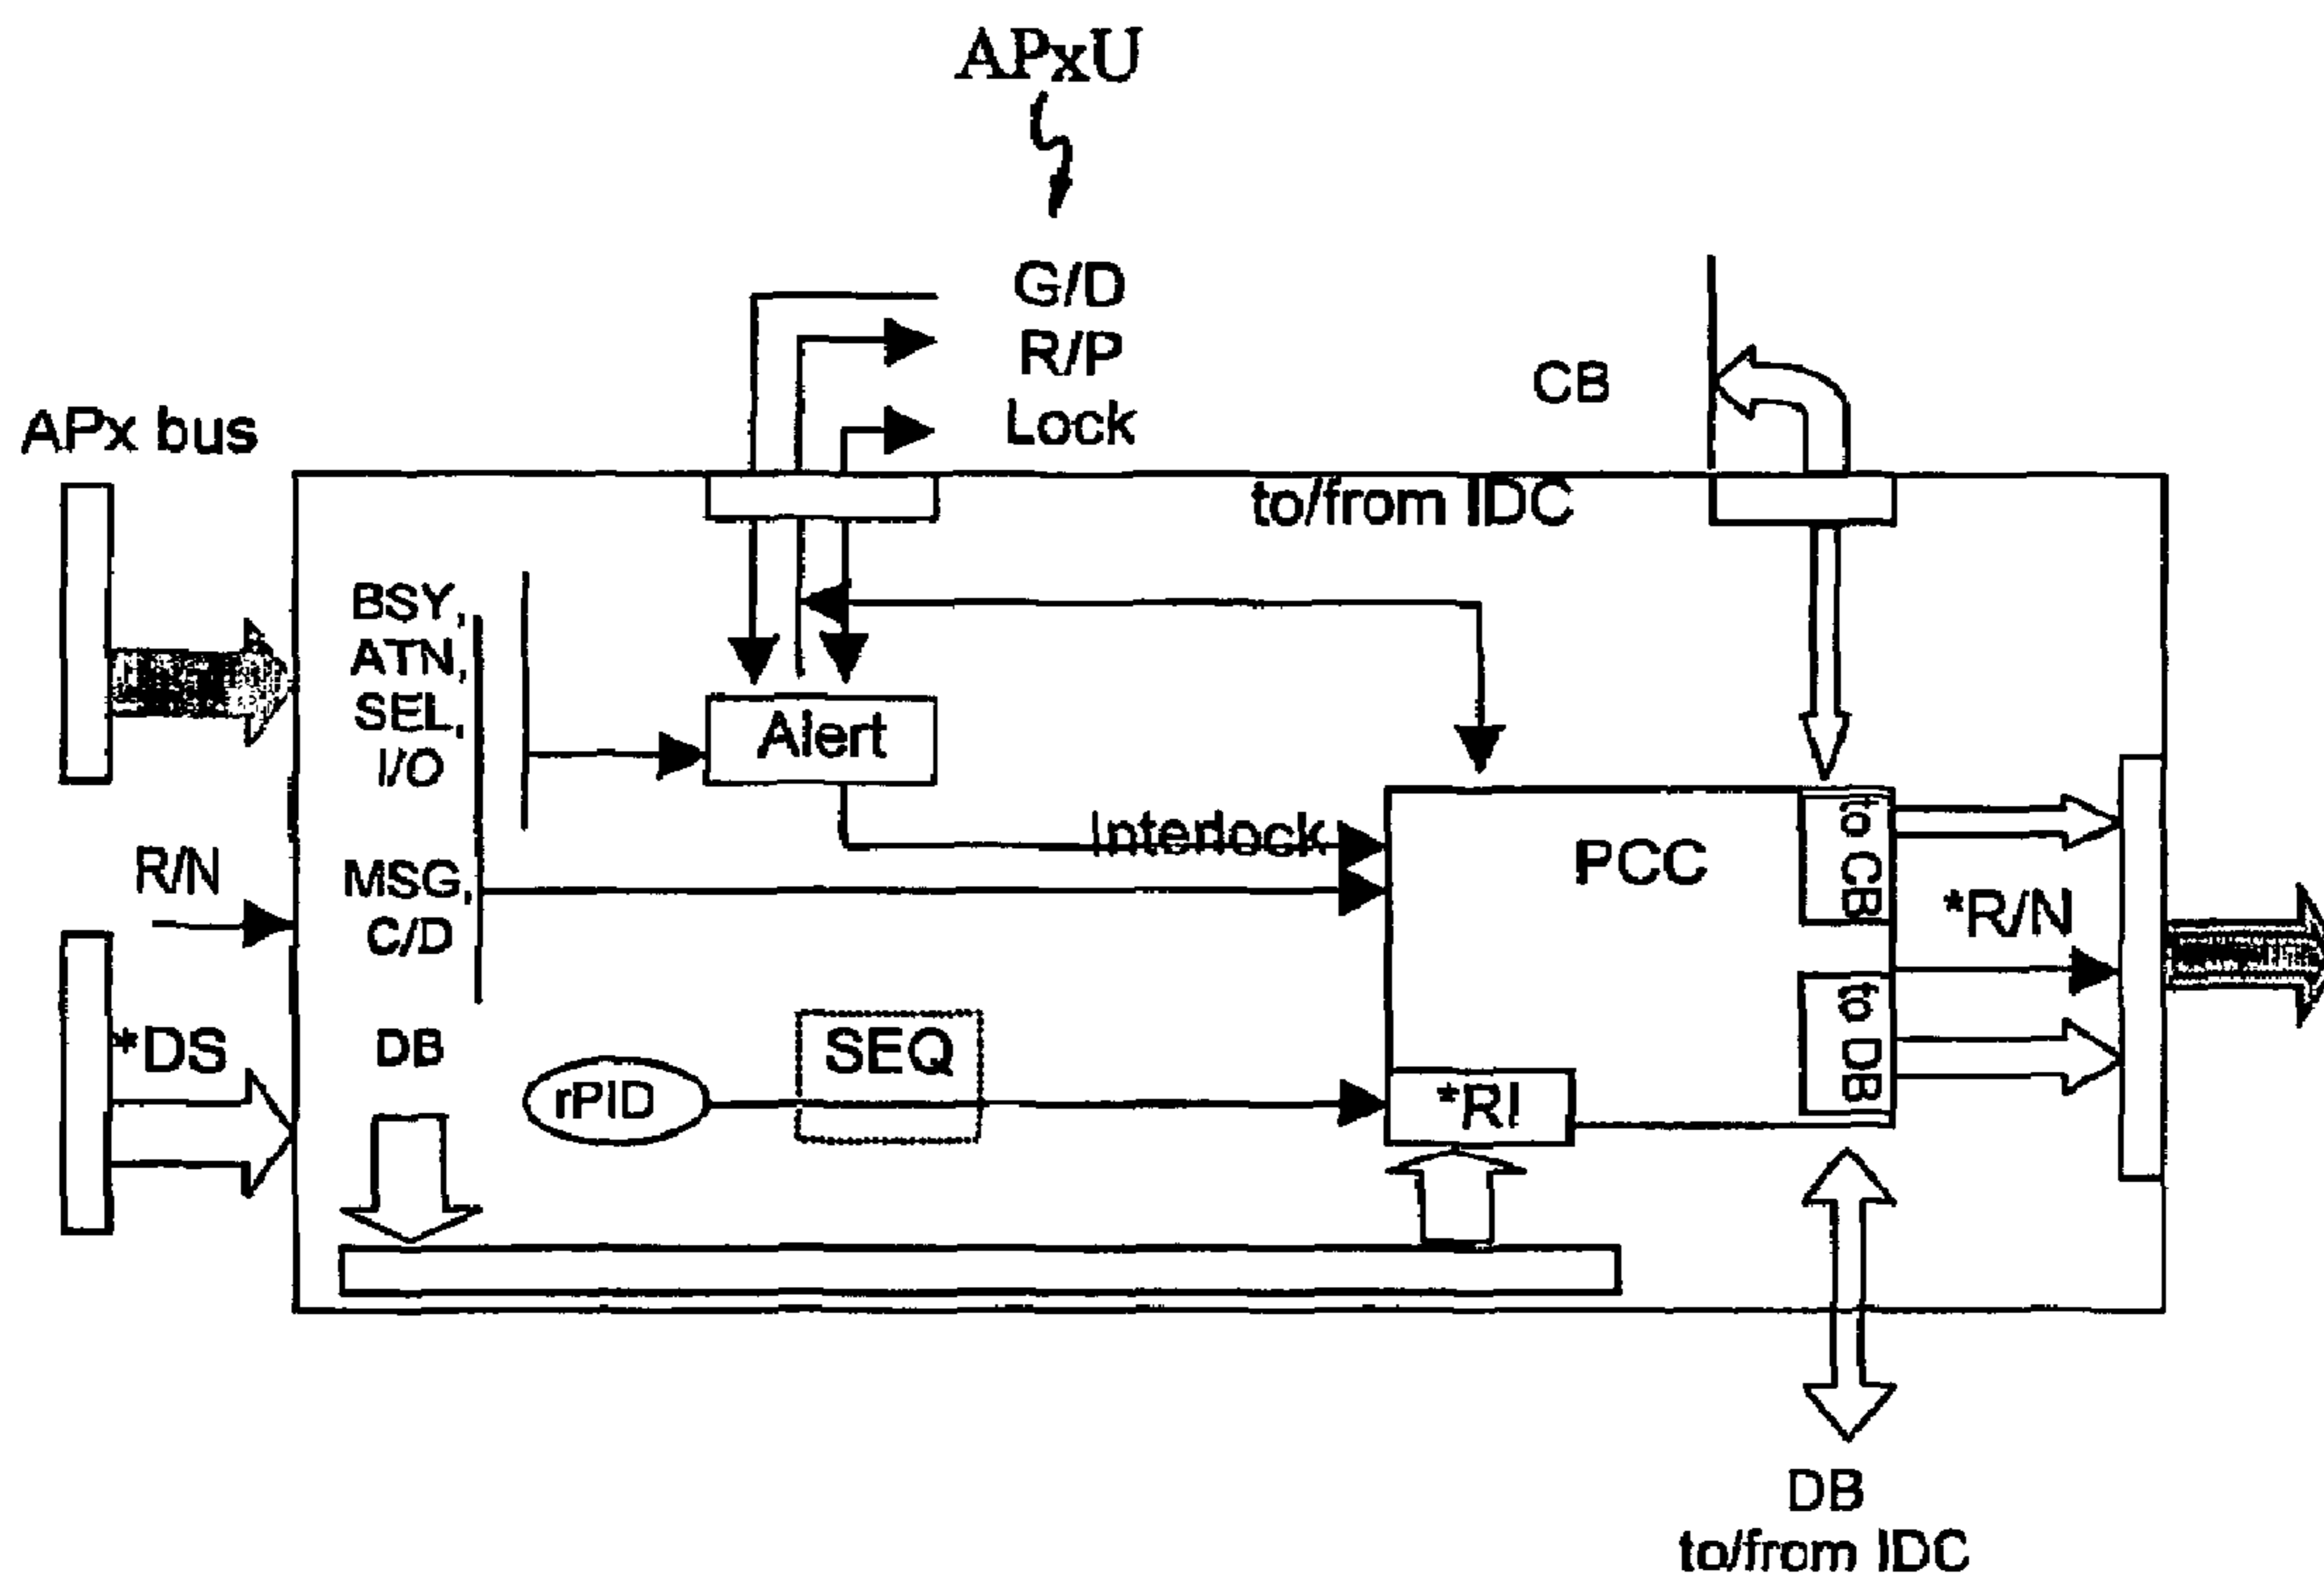 APxU
G/D
R/P
Lock
CB
APx bus
to/from IDC
BSY,
ATN,
SEL,
I/O
Alert
Interlock
R/N
MSG,
C/D
PCC
to CB
*R/N
*DS
DB
rPID
SEQ
*RI
to DB
DB
to/from IDC